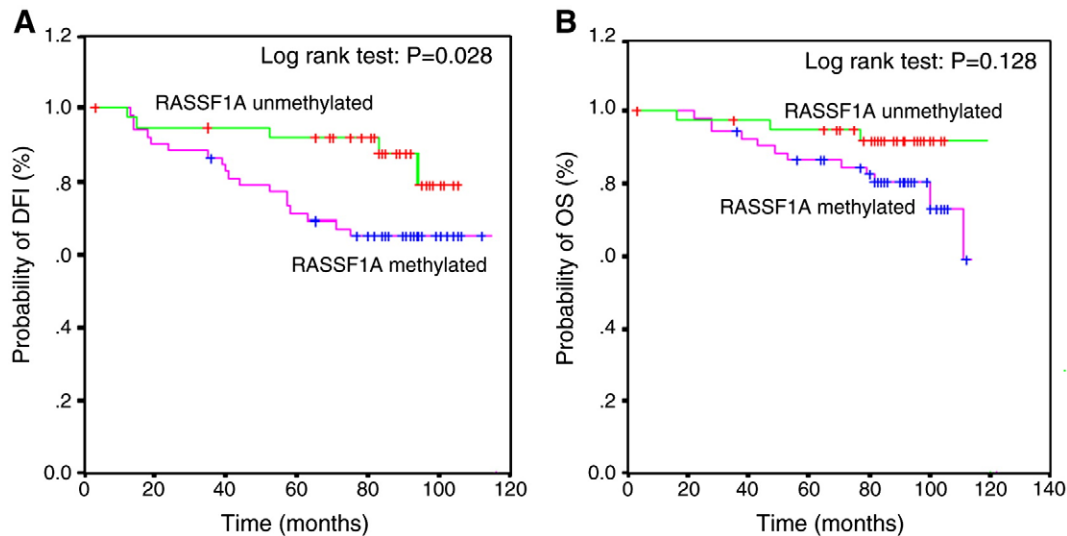 A
Log rank test: P=0.028
RASSF1A unmethylated
RASSF1A methylated
Probability of DFI (%)
1.2
1.0
.8
.0
.4
.2
0.0
0 20 40 60 80 100 120
Time (months)
B
Log rank test: P=0.128
RASSF1A unmethylated
RASSF1A methylated
Probability of OS (%)
1.2
1.0
.8
.0
.4
.2
0.0
0 20 40 60 80 100 120 140
Time (months)